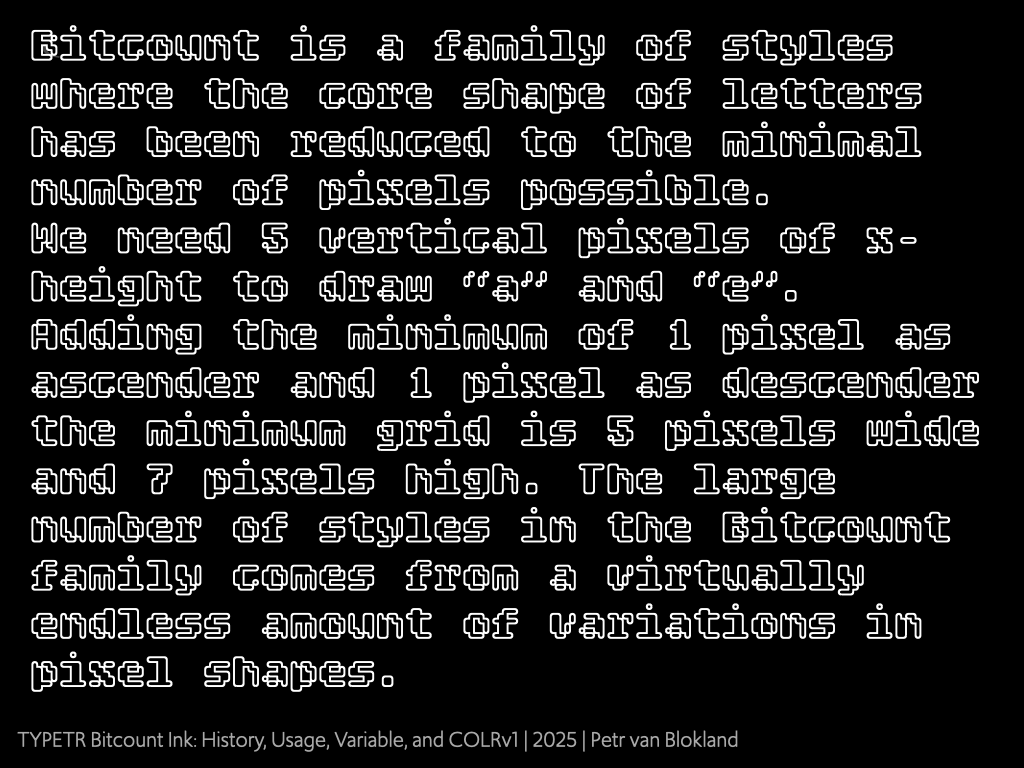 Bitcount is a family of styles
where the core shape of letters
has been reduced to the minimal
number of pixels possible.
We need 5 vertical pixels of x-
height to draw “a” and “e”.
Adding the minimum of 1 pixel as
ascender and 1 pixel as descender
the minimum grid is 5 pixels wide
and 7 pixels high. The large
number of styles in the Bitcount
family comes from a virtually
endless amount of variations in
pixel shapes.
TYPETR Bitcount Ink: History, Usage, Variable, and COLRv1 | 2025 | Petr van Blokland